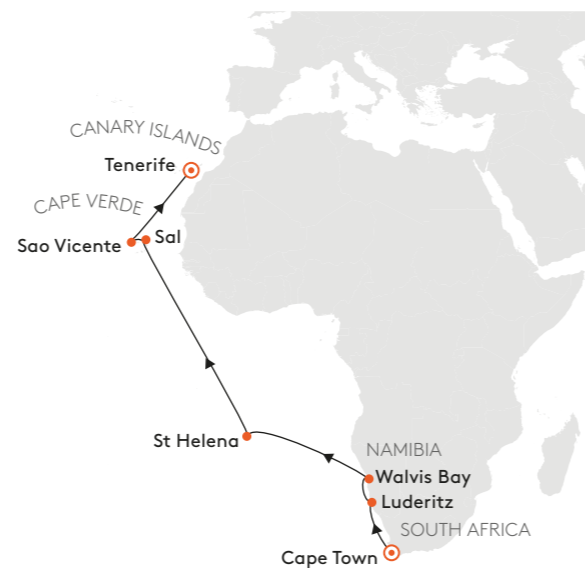 CANARY ISLANDS
Tenerife
CAPE VERDE
Sao Vicente
Sal
St Helena
NAMIBIA
Walvis Bay
Luderitz
SOUTH AFRICA
Cape Town